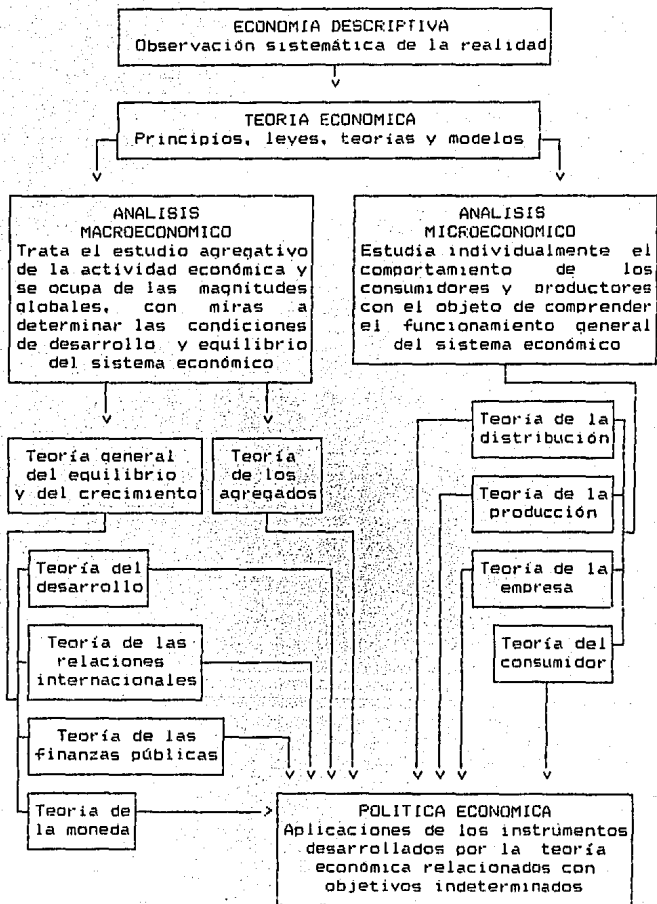 ECONOMIA DESCRIPTIVA
Observación sistemática de la realidad
TEORIA ECONOMICA
Principios, leyes, teorías y modelos
ANALISIS
MACROECONOMICO
Trata el estudio agregativo
de la actividad económica y
se ocupa de las magnitudes
globales, con miras a
determinar las condiciones
de desarrollo y equilibrio
del sistema económico
ANALISIS
MICROECONOMICO
Estudia individualmente el
comportamiento de los
consumidores y productores
con el objeto de comprender
el funcionamiento general
del sistema económico
Teoría general
del equilibrio
y del crecimiento
Teoría
de los
agregados
Teoría de la
distribución
Teoría de la
producción
Teoría de la
empresa
Teoría del
consumidor
Teoría del
desarrollo
Teoría de las
relaciones
internacionales
Teoría de las
finanzas públicas
Teoría de
la moneda
POLITICA ECONOMICA
Aplicaciones de los instrumentos
desarrollados por la teoría
económica relacionados con
objetivos indeterminados